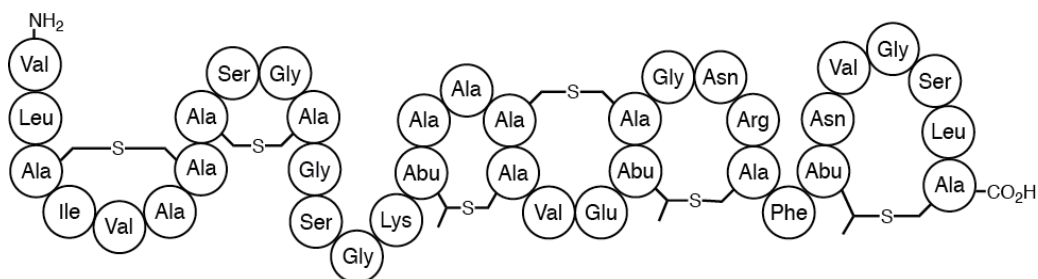 NH₂
Val
Leu
Ala
S
Ile
Val
Ala
Ala
Ala
S
Ser
Gly
Ala
Gly
Ser
Gly
Lys
Abu
Ala
Ala
Ala
S
S
Ala
Val
Glu
Abu
Ala
Gly
Asn
Arg
S
Ala
Phe
Abu
Asn
Val
Gly
Ser
Leu
S
Ala
CO₂H